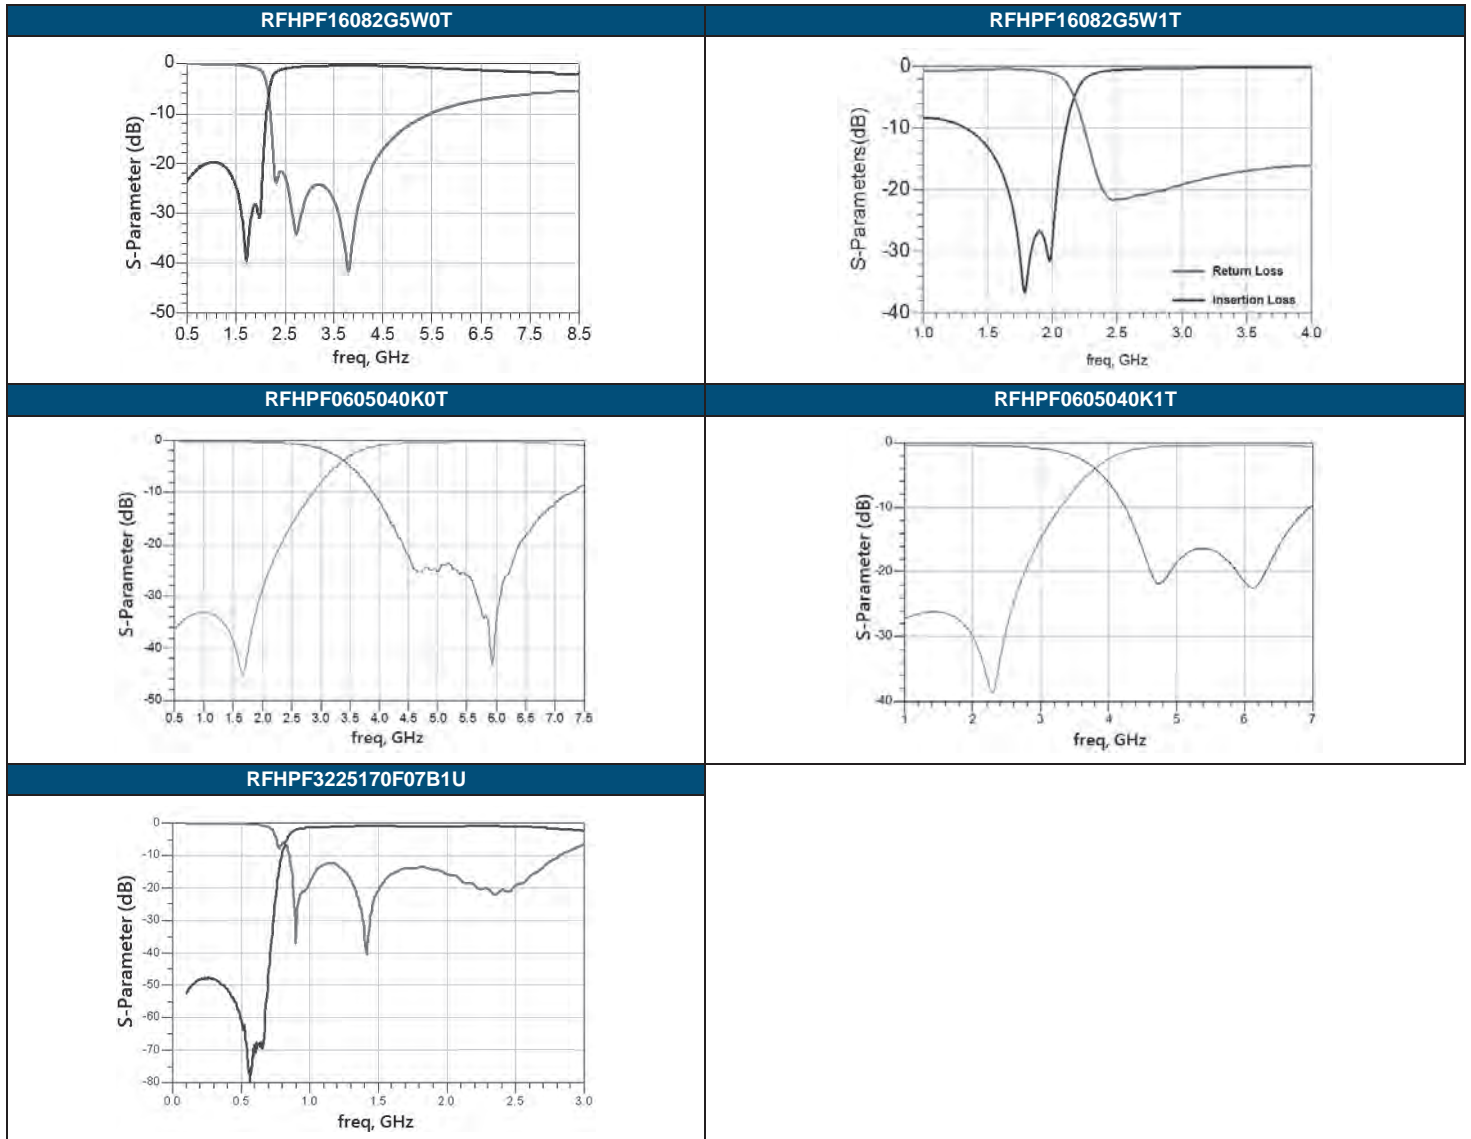 RFHPF16082G5W0T
RFHPF16082G5W1T
0
-10
-20
-30
-40
-50
S-Parameter (dB)
0.5 1.5 2.5 3.5 4.5 5.5 6.5 7.5 8.5
freq, GHz
0
-10
-20
-30
-40
S-Parameters(dB)
Return Loss
Insertion Loss
1.0 1.5 2.0 2.5 3.0 3.5 4.0
freq, GHz
RFHPF0605040K0T
RFHPF0605040K1T
0
-10
-20
-30
-40
-50
S-Parameter (dB)
0.5 1.0 1.5 2.0 2.5 3.0 3.5 4.0 4.5 5.0 5.5 6.0 6.5 7.0 7.5
freq, GHz
0
-10
-20
-30
-40
S-Parameter (dB)
1 2 3 4 5 6 7
freq, GHz
RFHPF3225170F07B1U
0
-10
-20
-30
-40
-50
-60
-70
-80
S-Parameter (dB)
0.0 0.5 1.0 1.5 2.0 2.5 3.0
freq, GHz